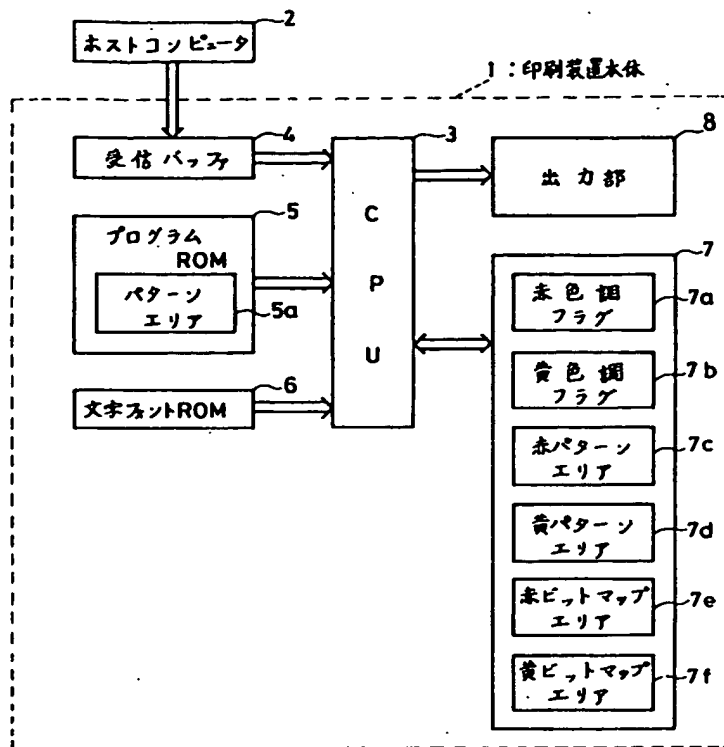 2
ホストコンピュータ
1:印刷装置本体
4
受信バッファ
3
CPU
8
出力部
5
プログラム
ROM
パターン
エリア
5a
6
文字フォントROM
7
赤色調
フラグ
7a
黄色調
フラグ
7b
赤パターン
エリア
7c
黄パターン
エリア
7d
赤ビットマップ
エリア
7e
黄ビットマップ
エリア
7f